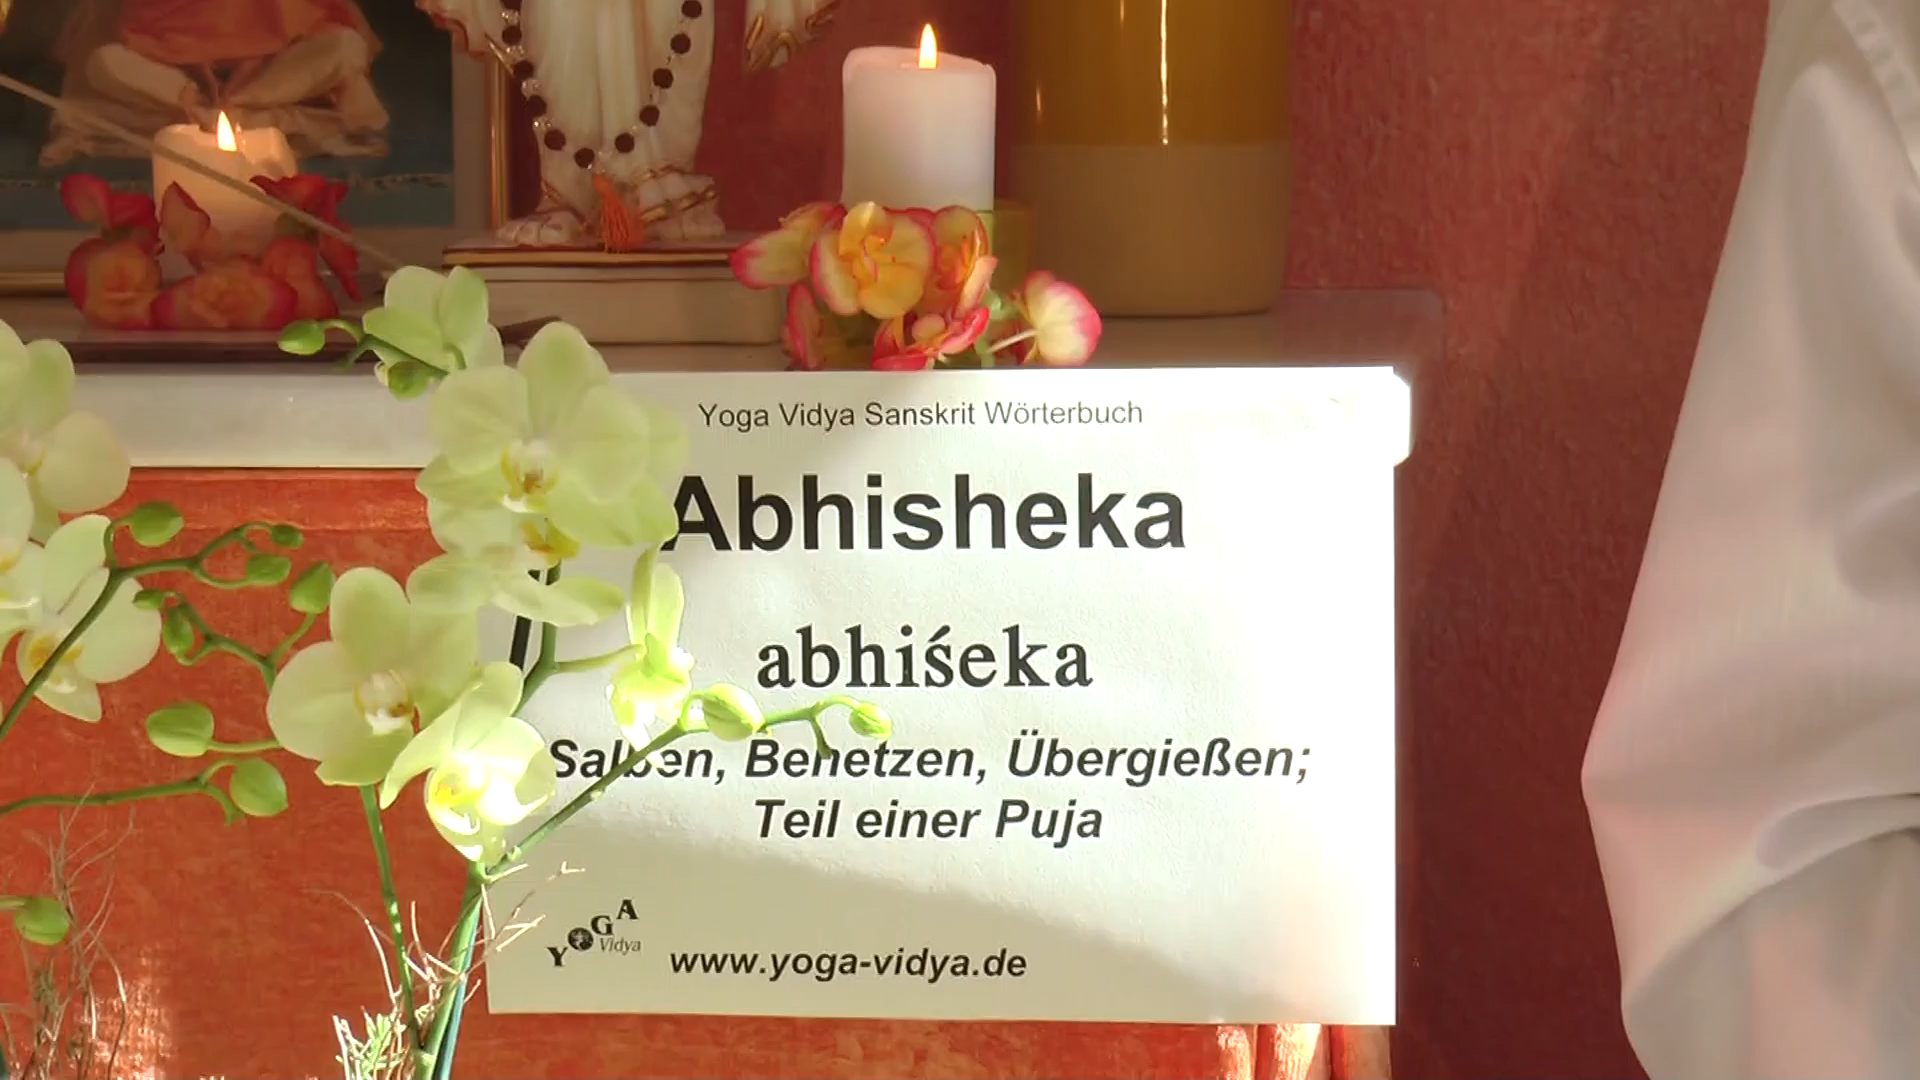 Yoga Vidya Sanskrit Wörterbuch
Abhisheka
abhiśeka
Salben, Benetzen, Übergießen;
Teil einer Puja
YOGA
Vidya
www.yoga-vidya.de